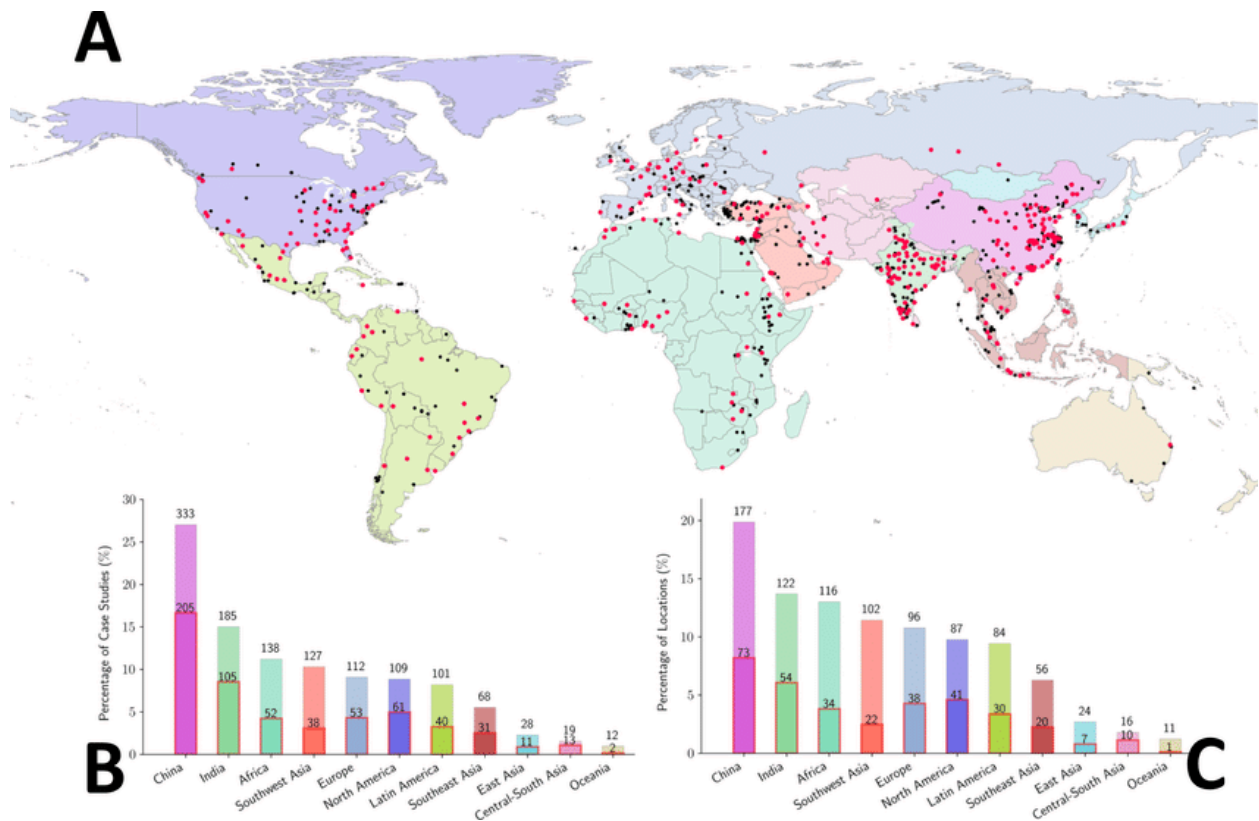 A
30
25
20
15
10
5
0
Percentage of Case Studies (%)
333
205
185
105
138
52
127
38
112
53
109
61
101
40
68
31
28
11
19
13
12
2
China
India
Africa
Southwest Asia
Europe
North America
Latin America
Southeast Asia
East Asia
Central-South Asia
Oceania
B
20
15
10
5
0
Percentage of Locations (%)
177
73
122
54
116
34
102
22
96
38
87
41
84
30
56
20
24
7
16
10
11
1
China
India
Africa
Southwest Asia
Europe
North America
Latin America
Southeast Asia
East Asia
Central-South Asia
Oceania
C